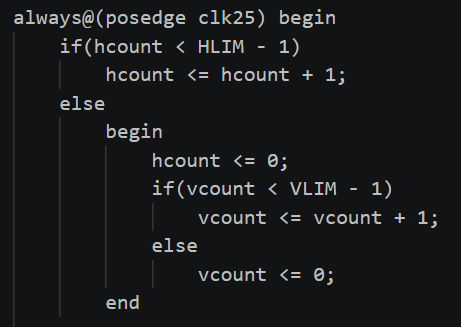 always@(posedge clk25) begin
    if(hcount < HLIM - 1)
        hcount <= hcount + 1;
    else
        begin
            hcount <= 0;
            if(vcount < VLIM - 1)
                vcount <= vcount + 1;
            else
                vcount <= 0;
        end